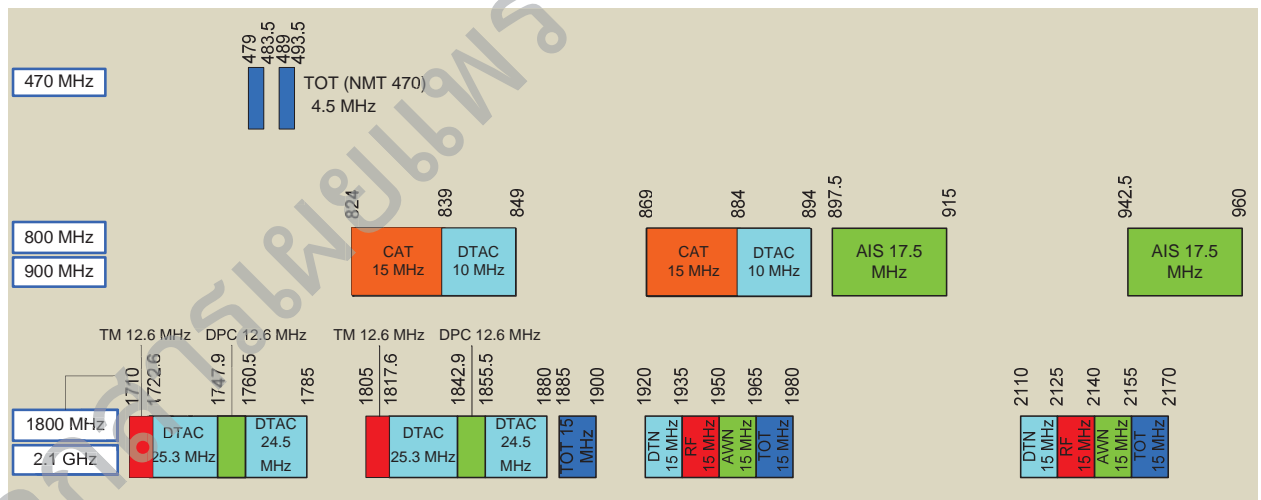 479
483.5
489
493.5
470 MHz
TOT (NMT 470)
4.5 MHz
824
839
849
869
884
894
897.5
915
942.5
960
800 MHz
900 MHz
CAT
15 MHz
DTAC
10 MHz
CAT
15 MHz
DTAC
10 MHz
AIS 17.5
MHz
AIS 17.5
MHz
TM 12.6 MHz
DPC 12.6 MHz
TM 12.6 MHz
DPC 12.6 MHz
1710
1722.6
1747.9
1760.5
1785
1805
1817.6
1842.9
1855.5
1880
1885
1900
1920
1935
1950
1965
1980
2110
2125
2140
2155
2170
1800 MHz
2.1 GHz
DTAC
25.3 MHz
DTAC
24.5
MHz
DTAC
25.3 MHz
DTAC
24.5
MHz
TOT 15
MHz
DTN
15 MHz
RF
15 MHz
AWN
15 MHz
TOT
15 MHz
DTN
15 MHz
RF
15 MHz
AWN
15 MHz
TOT
15 MHz